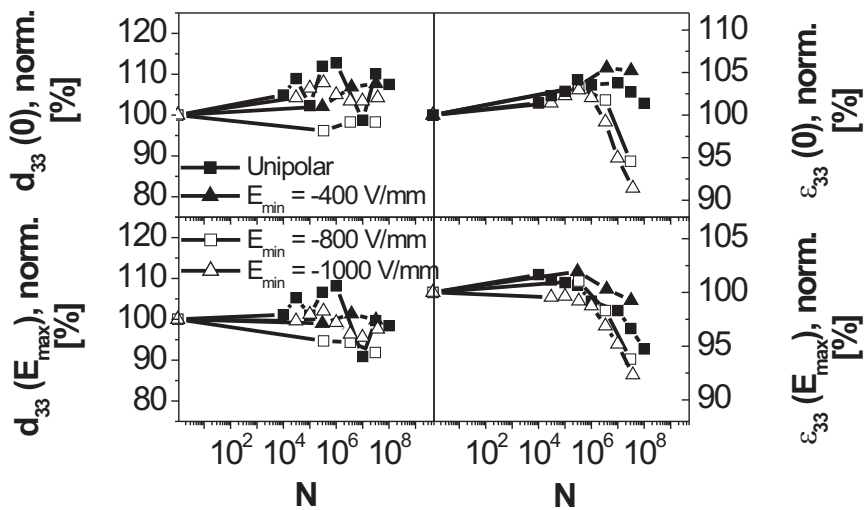 120
110
100
90
80
d33 (0), norm. [%]
105
100
95
90
ε33 (0), norm. [%]
Unipolar
Emin = -400 V/mm
Emin = -800 V/mm
Emin = -1000 V/mm
120
110
100
90
80
d33 (Emax), norm. [%]
105
100
95
90
ε33 (Emax), norm. [%]
10^2 10^4 10^6 10^8
10^2 10^4 10^6 10^8
N
N